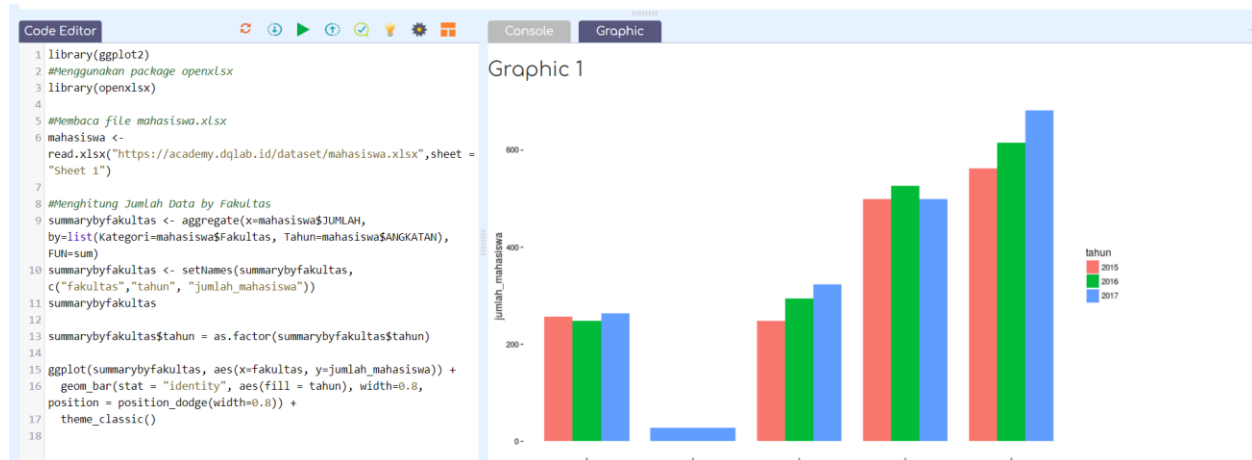 Code Editor
1 library(ggplot2)
2 #Menggunakan package openxlsx
3 library(openxlsx)
4
5 #Membaca file mahasiswa.xlsx
6 mahasiswa <-
read.xlsx("https://academy.dqlab.id/dataset/mahasiswa.xlsx",sheet =
"Sheet 1")
7
8 #Menghitung Jumlah Data by Fakultas
9 summarybyfakultas <- aggregate(x=mahasiswa$JUMLAH,
by=list(Kategori=mahasiswa$Fakultas, Tahun=mahasiswa$ANGKATAN),
FUN=sum)
10 summarybyfakultas <- setNames(summarybyfakultas,
c("fakultas","tahun", "jumlah_mahasiswa"))
11 summarybyfakultas
12
13 summarybyfakultas$tahun = as.factor(summarybyfakultas$tahun)
14
15 ggplot(summarybyfakultas, aes(x=fakultas, y=jumlah_mahasiswa)) +
16 geom_bar(stat = "identity", aes(fill = tahun), width=0.8,
position = position_dodge(width=0.8)) +
17 theme_classic()
18
Console
Graphic
Graphic 1
jumlah_mahasiswa
600
400
200
0
tahun
2015
2016
2017